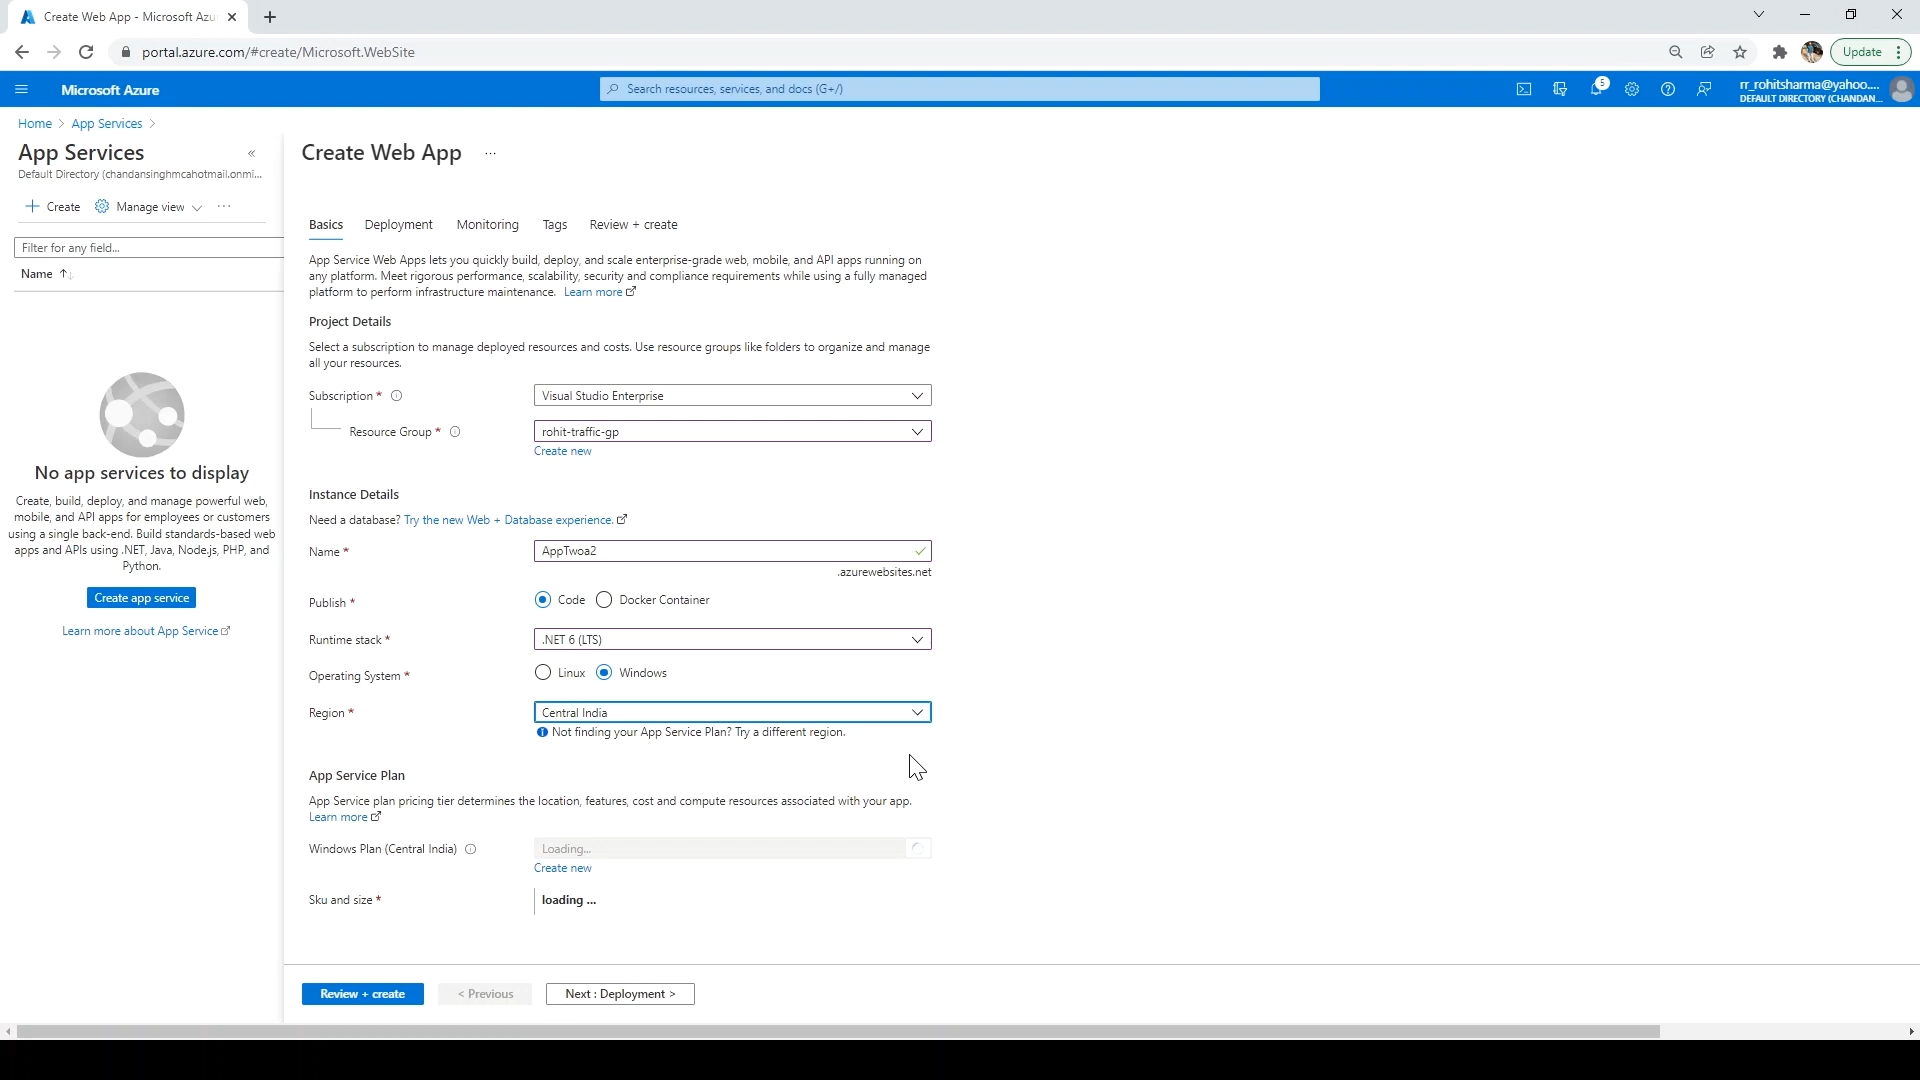 Create Web App - Microsoft Azu
portal.azure.com/#create/Microsoft.WebSite
Update
Microsoft Azure
Search resources, services, and docs (G+/)
5
rr_rohitsharma@yahoo....
DEFAULT DIRECTORY (CHANDAN...
Home > App Services >
App Services
Default Directory (chandansinghmcahotmail.onmi...
Create
Manage view
Filter for any field...
Name
No app services to display
Create, build, deploy, and manage powerful web,
mobile, and API apps for employees or customers
using a single back-end. Build standards-based web
apps and APIs using .NET, Java, Node.js, PHP, and
Python.
Create app service
Learn more about App Service
Create Web App ...
Basics Deployment Monitoring Tags Review + create
App Service Web Apps lets you quickly build, deploy, and scale enterprise-grade web, mobile, and API apps running on
any platform. Meet rigorous performance, scalability, security and compliance requirements while using a fully managed
platform to perform infrastructure maintenance. Learn more
Project Details
Select a subscription to manage deployed resources and costs. Use resource groups like folders to organize and manage
all your resources.
Subscription *
Visual Studio Enterprise
Resource Group *
rohit-traffic-gp
Create new
Instance Details
Need a database? Try the new Web + Database experience.
Name *
AppTwoa2
.azurewebsites.net
Publish *
Code Docker Container
Runtime stack *
.NET 6 (LTS)
Operating System *
Linux Windows
Region *
Central India
Not finding your App Service Plan? Try a different region.
App Service Plan
App Service plan pricing tier determines the location, features, cost and compute resources associated with your app.
Learn more
Windows Plan (Central India)
Loading...
Create new
Sku and size *
loading ...
Review + create
< Previous
Next : Deployment >